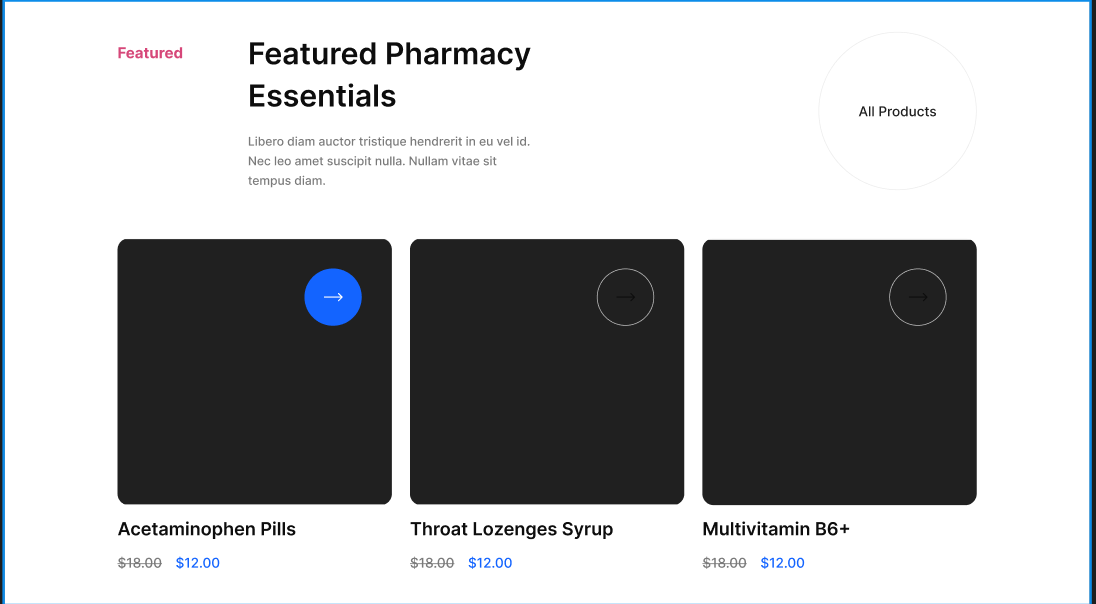 Featured
Featured Pharmacy
Essentials
Libero diam auctor tristique hendrerit in eu vel id.
Nec leo amet suscipit nulla. Nullam vitae sit
tempus diam.
All Products
Acetaminophen Pills
$18.00 $12.00
Throat Lozenges Syrup
$18.00 $12.00
Multivitamin B6+
$18.00 $12.00